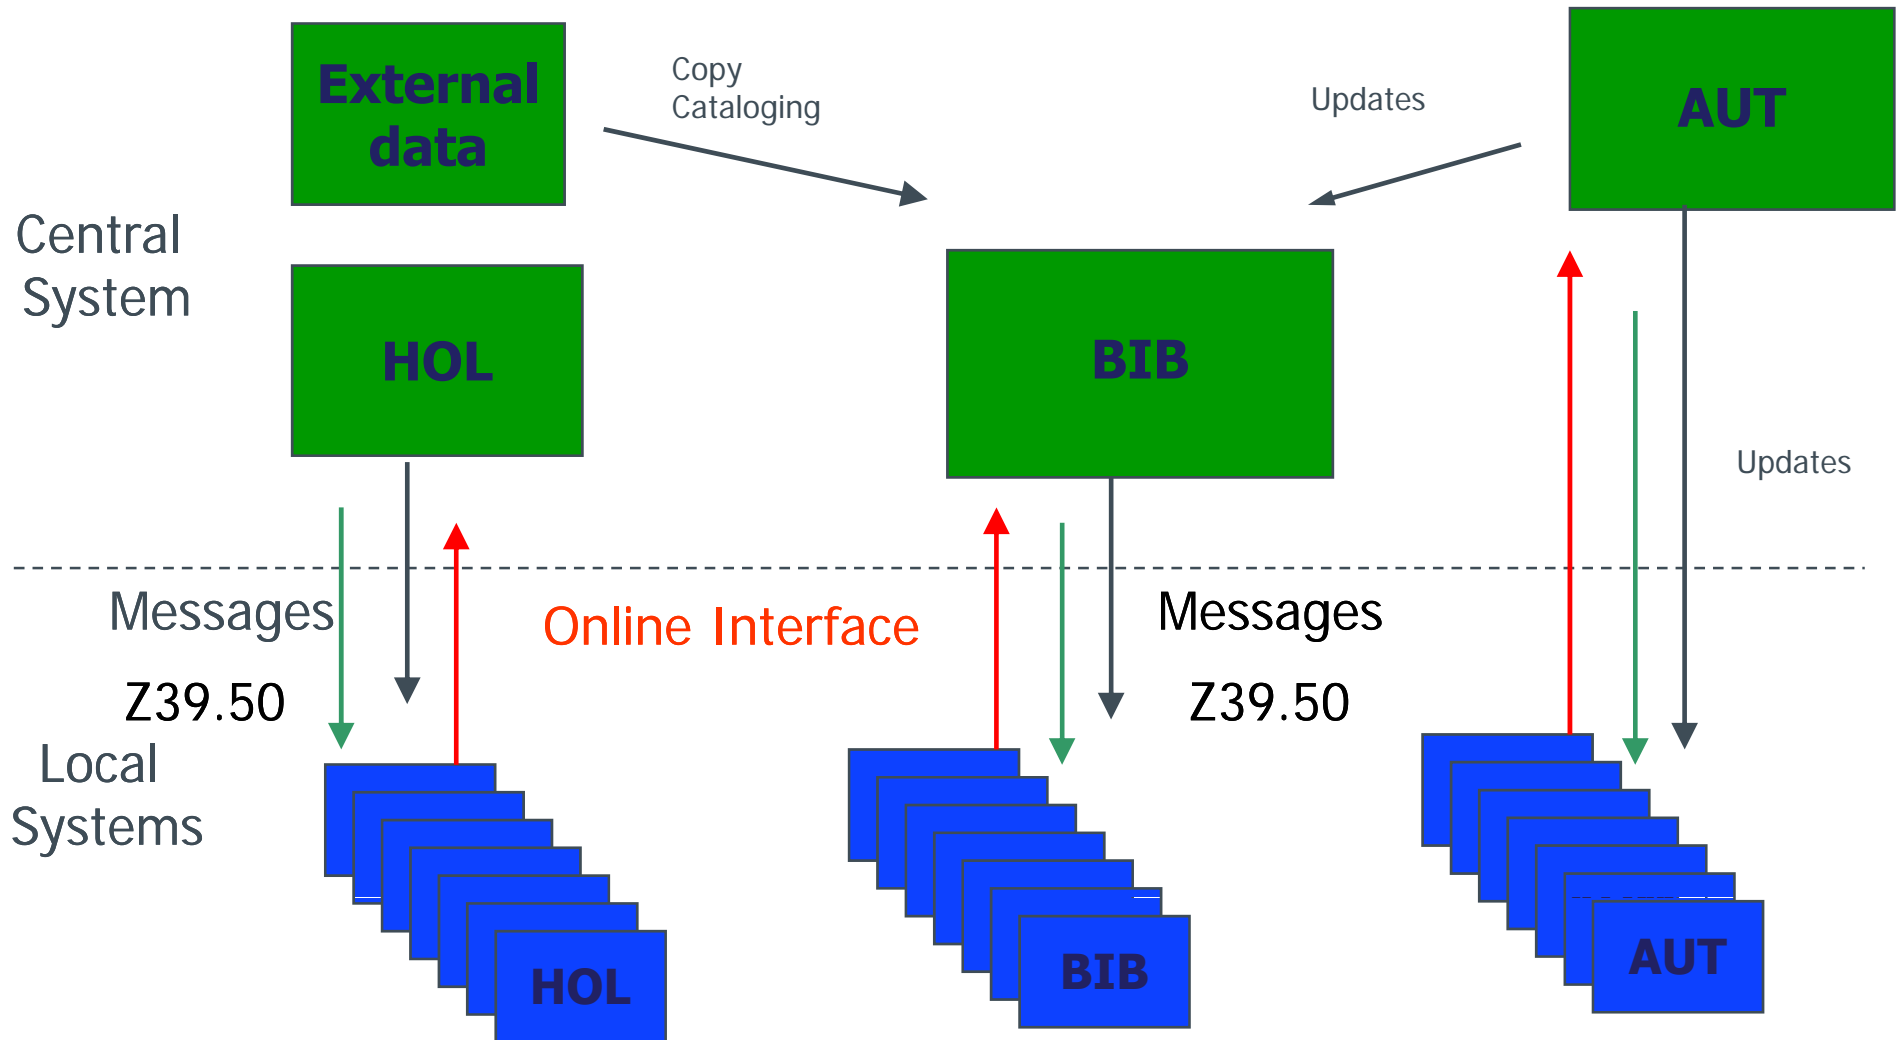 External
data
Copy
Cataloging
Updates
AUT
Central
System
HOL
BIB
Updates
Messages
Online Interface
Messages
Z39.50
Z39.50
Local
Systems
HOL
BIB
AUT